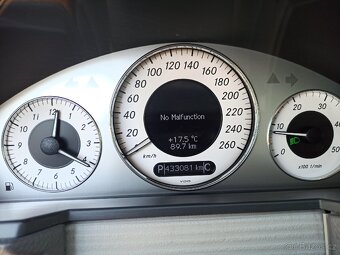 12
11 1
10 2
9 3
8 4
7 6 5
20 40 60 80 100 120 140 160 180 200 220 240 260
km/h
No Malfunction
+17.5 °C
89.7 km
P 433081 km C
VDO
10 20 30 40 50
x100 1/min